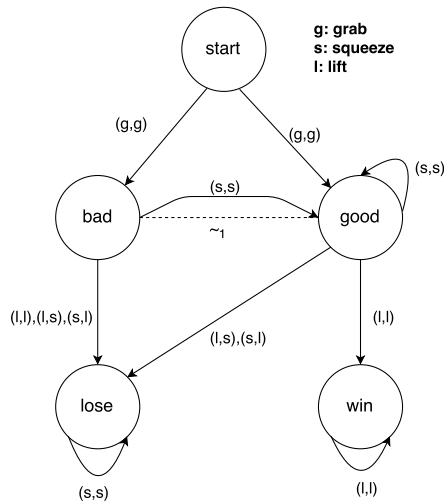 start
g: grab
s: squeeze
l: lift
(g,g)
(g,g)
(s,s)
(s,s)
bad
good
~1
(l,l),(l,s),(s,l)
(l,s),(s,l)
(l,l)
lose
win
(s,s)
(l,l)